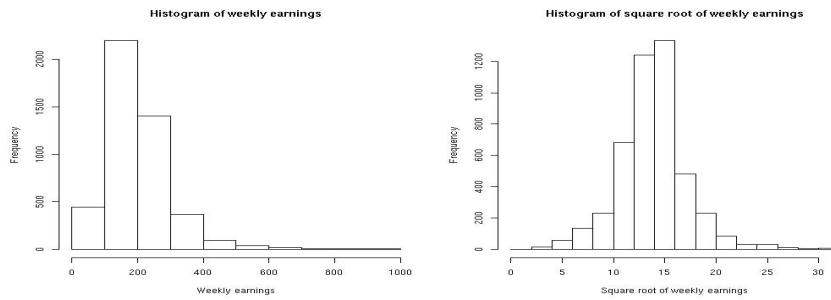 Histogram of weekly earnings
Frequency
2000
1500
1000
500
0
0 200 400 600 800 1000
Weekly earnings
Histogram of square root of weekly earnings
Frequency
1200
1000
800
600
400
200
0
0 5 10 15 20 25 30
Square root of weekly earnings